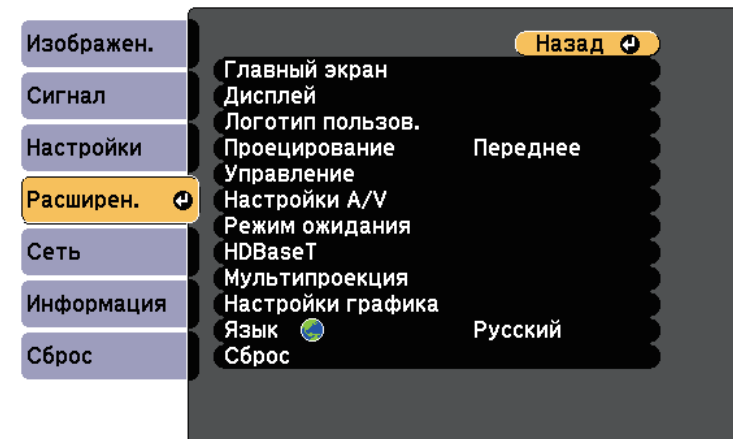 Изображен.
Сигнал
Настройки
Расширен.
Сеть
Информация
Сброс
Назад
Главный экран
Дисплей
Логотип пользов.
Проецирование Переднее
Управление
Настройки A/V
Режим ожидания
HDBaseT
Мультипроекция
Настройки графика
Язык Русский
Сброс